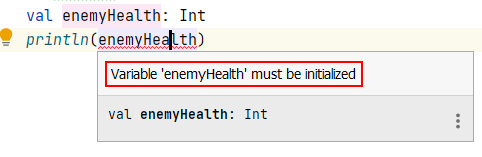 val enemyHealth: Int
println(enemyHealth)
Variable 'enemyHealth' must be initialized
val enemyHealth: Int